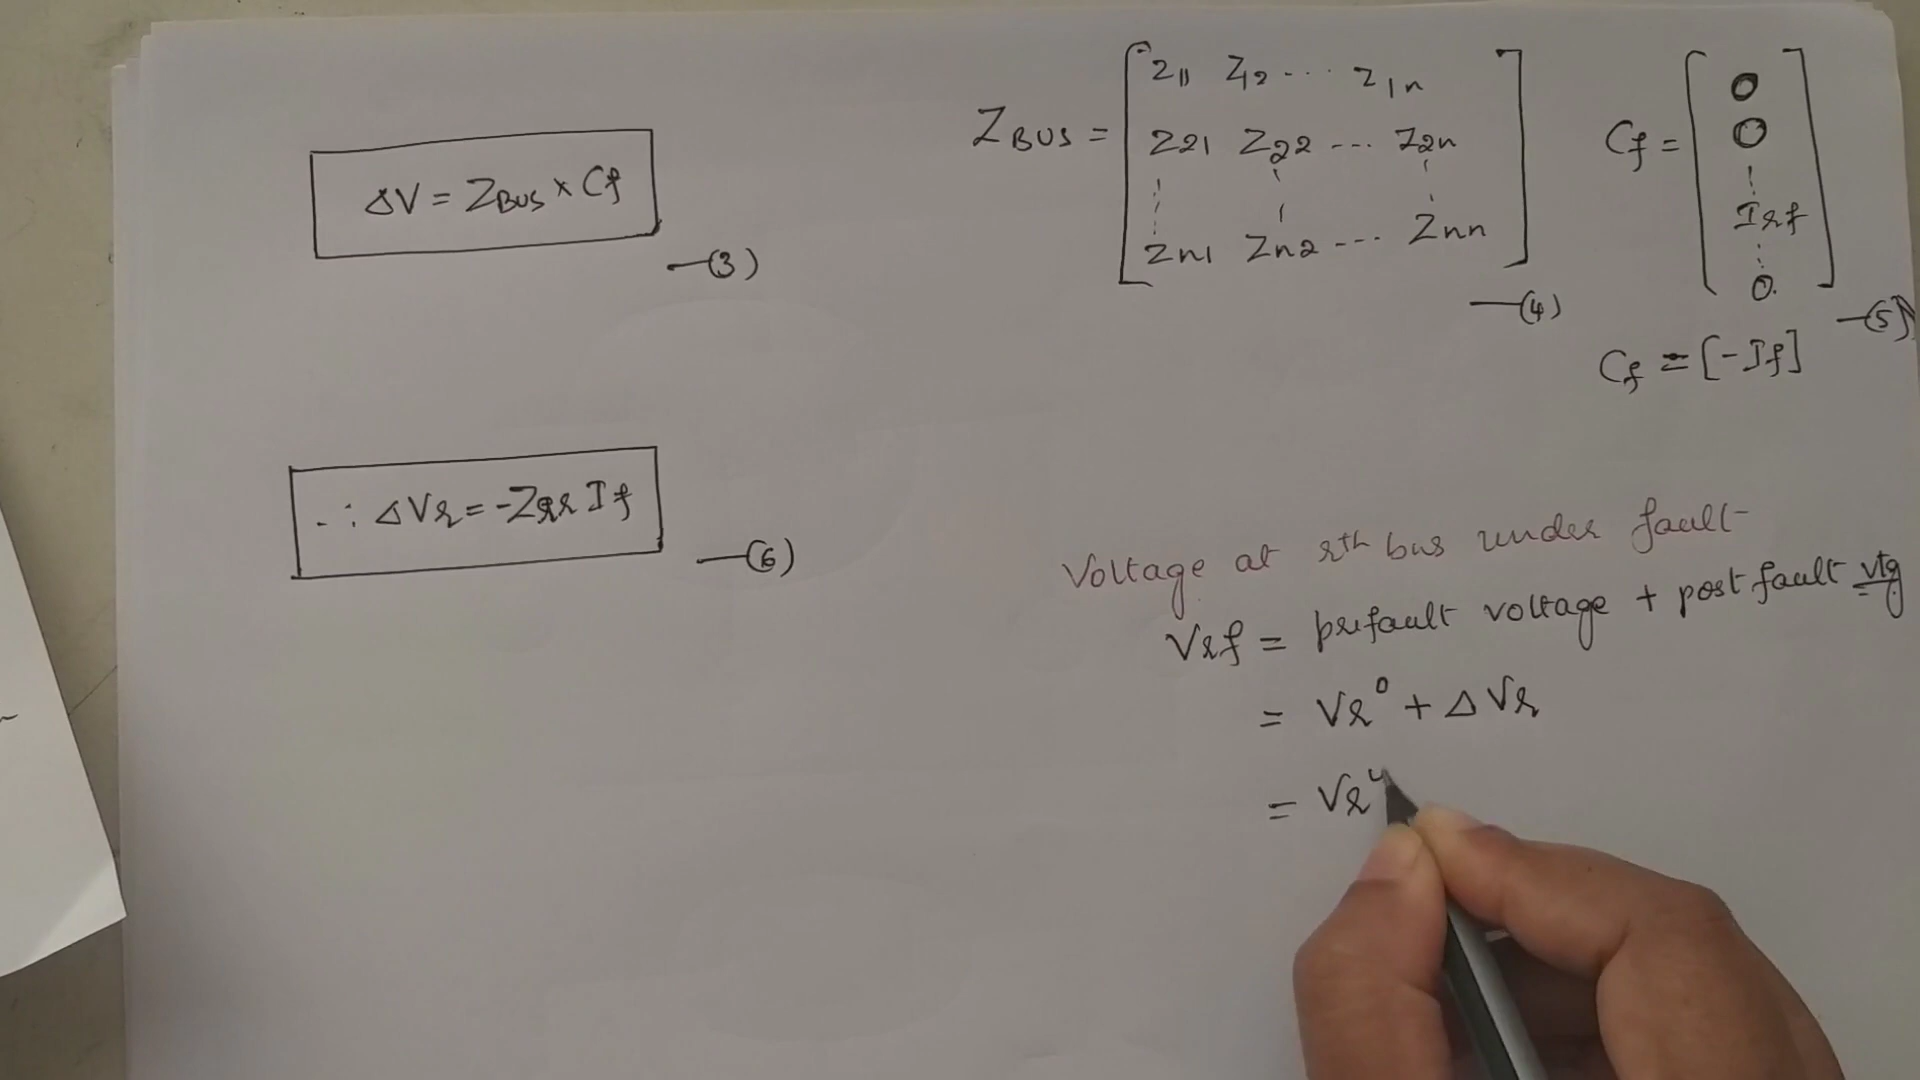 ΔV = ZBUS × Cf
—(3)
ZBUS = [ Z11 Z12 ... Z1n
Z21 Z22 --- Z2n
Zn1 Zn2 --- Znn ]
—(4)
Cf = [ 0
0
Irf
0. ]
—(5)
Cf = [-If]
∴ ΔVr = -Zrr If
—(6)
Voltage at rth bus under fault
Vrf = prefault voltage + post fault vtg
= Vr⁰ + ΔVr
= Vr